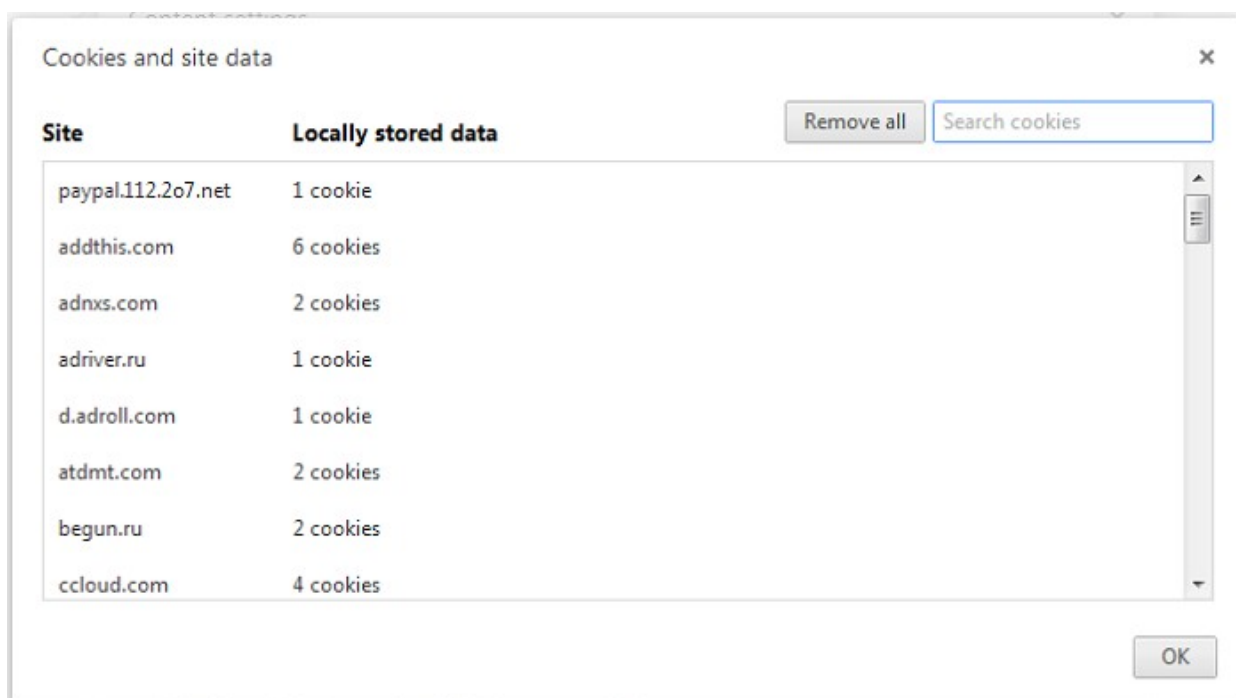 Content settings
Cookies and site data
Site Locally stored data Remove all Search cookies
paypal.112.2o7.net 1 cookie
addthis.com 6 cookies
adnxs.com 2 cookies
adriver.ru 1 cookie
d.adroll.com 1 cookie
atdmt.com 2 cookies
begun.ru 2 cookies
ccloud.com 4 cookies
OK